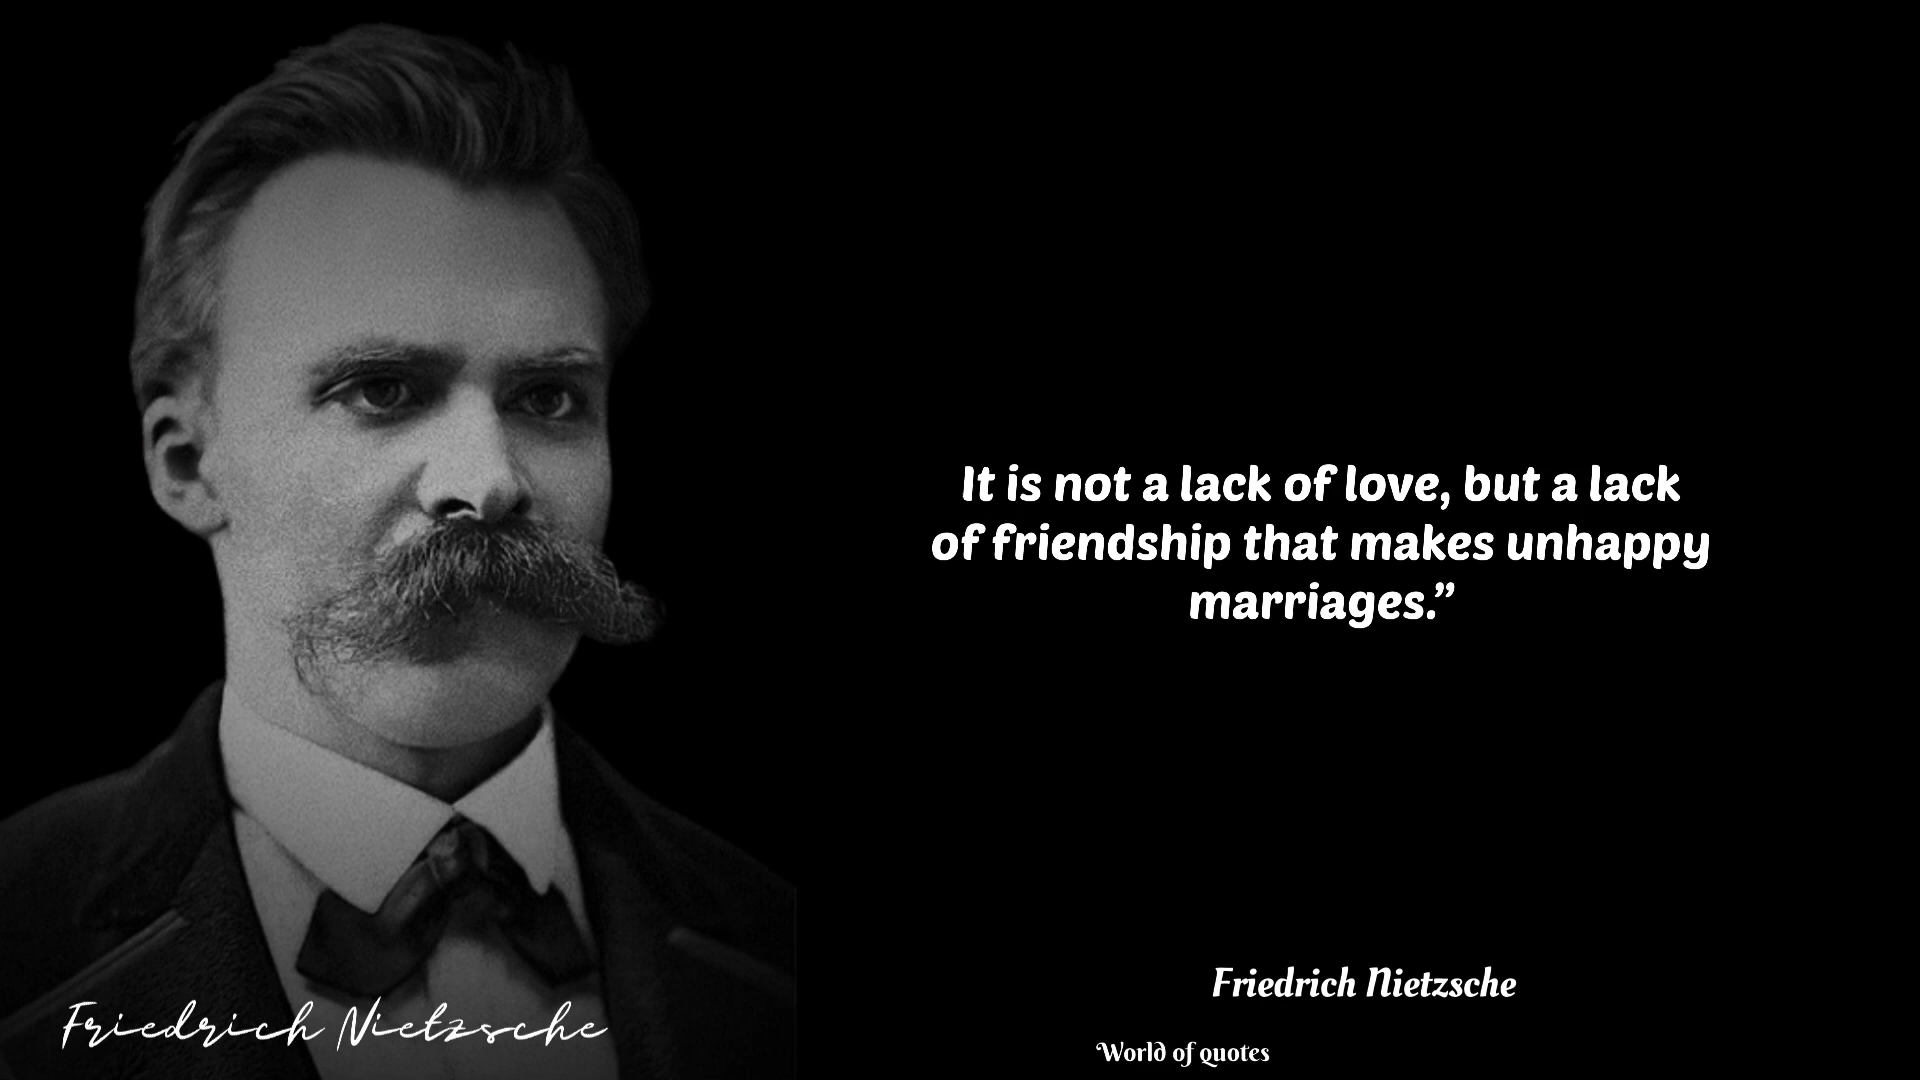 It is not a lack of love, but a lack
of friendship that makes unhappy
marriages.”
Friedrich Nietzsche
Friedrich Nietzsche
World of quotes